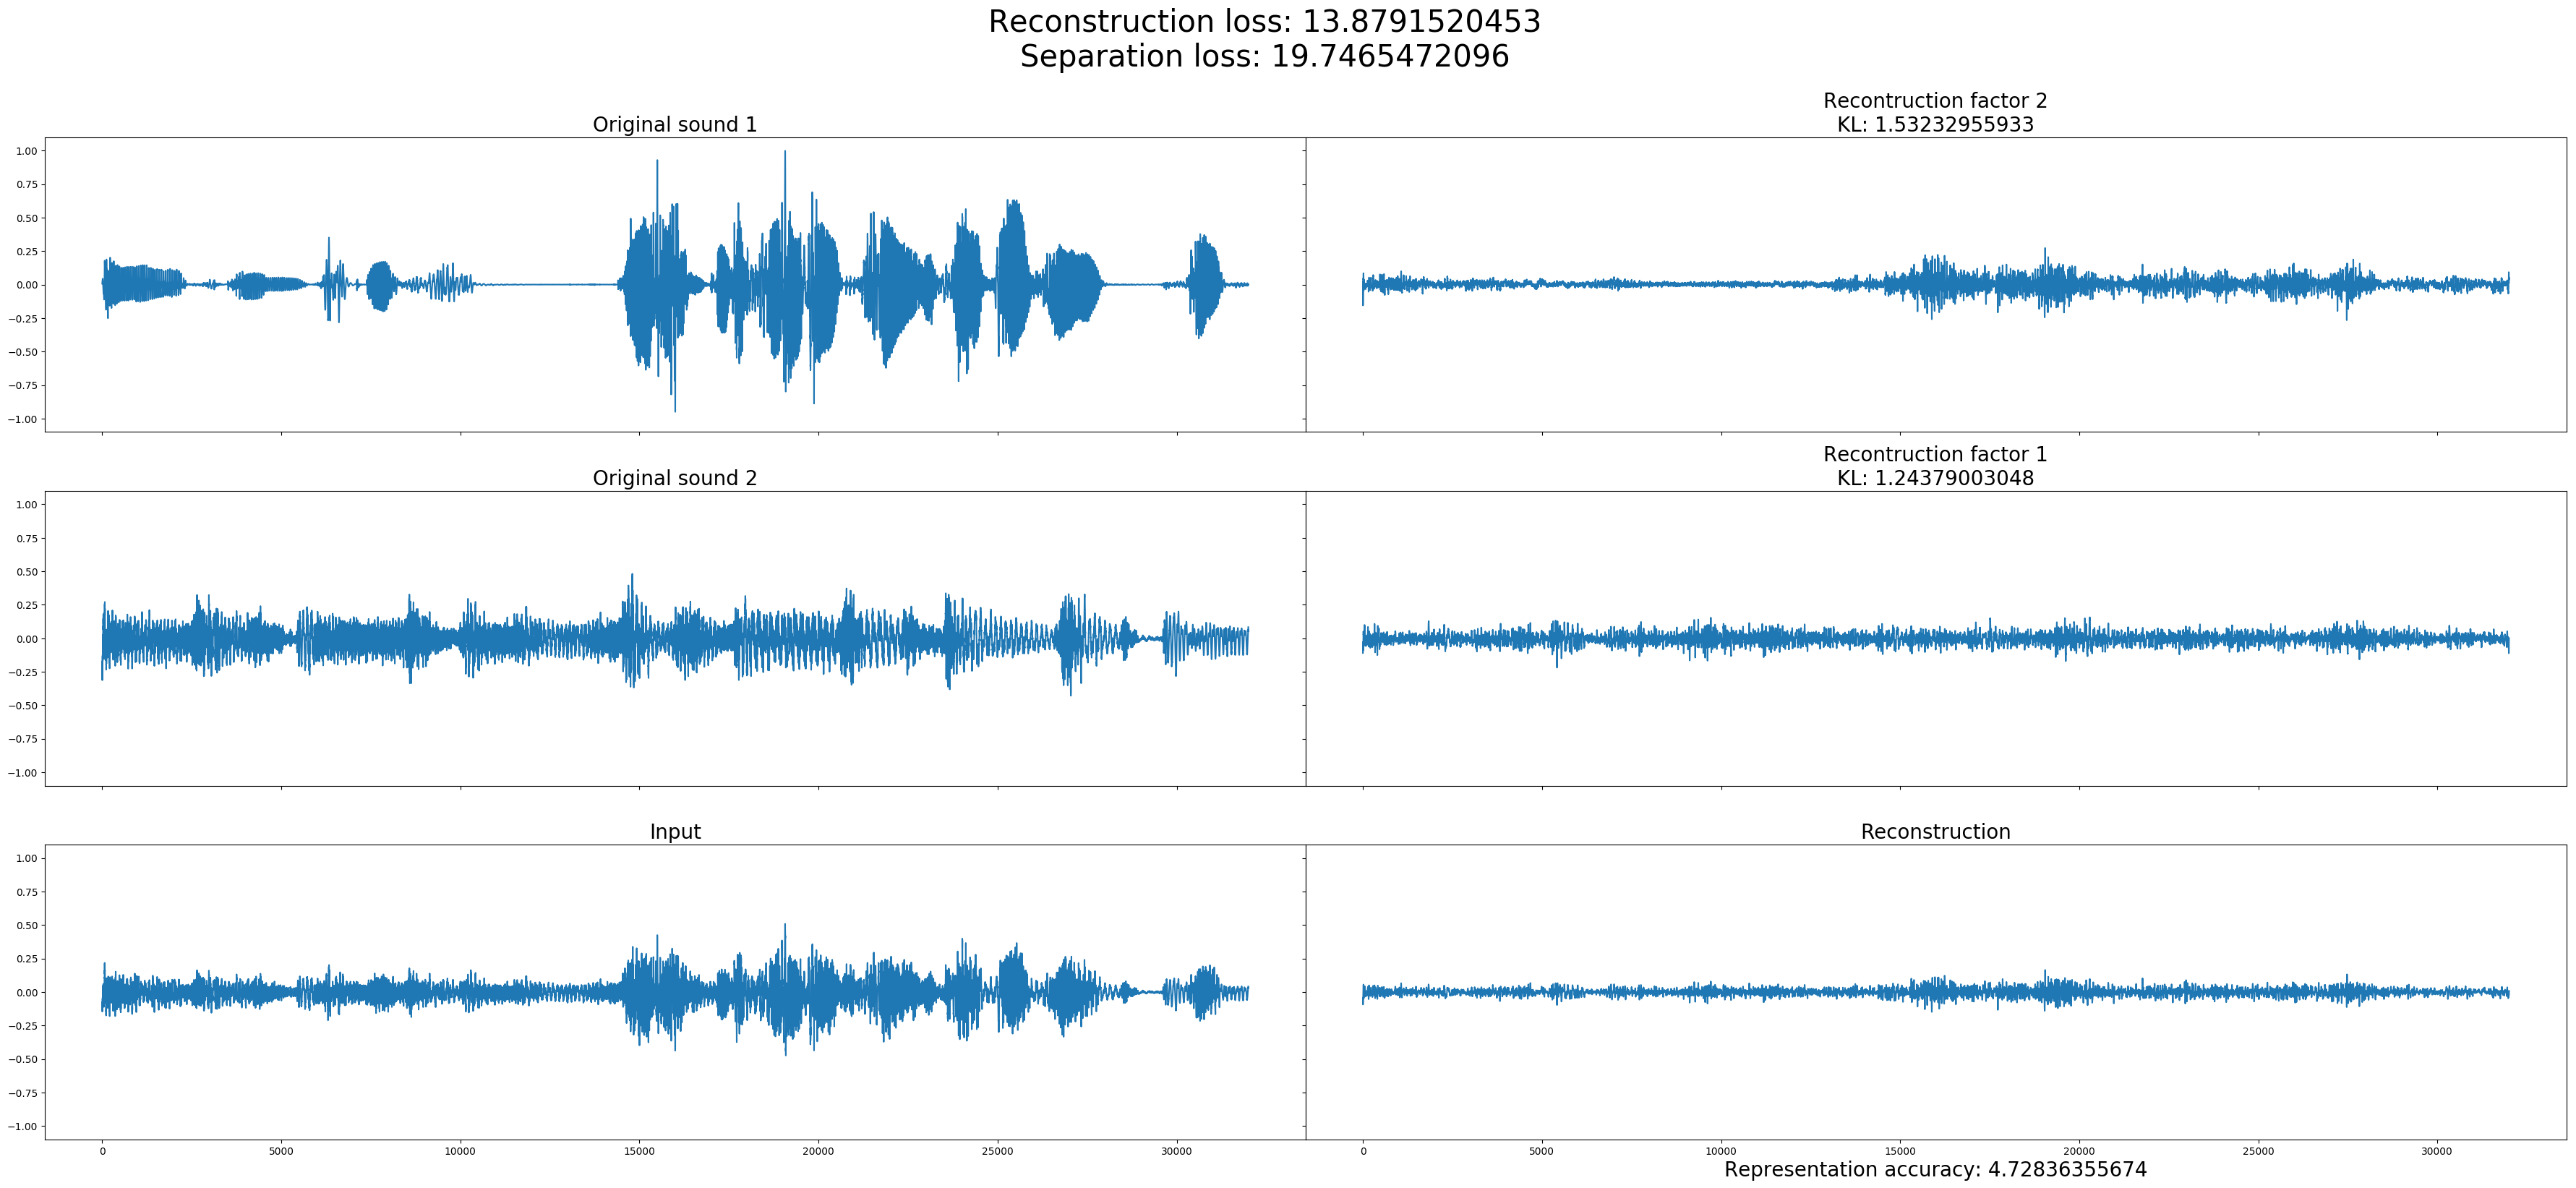 Reconstruction loss: 13.8791520453
Separation loss: 19.7465472096
Original sound 1
Recontruction factor 2
KL: 1.53232955933
1.00
0.75
0.50
0.25
0.00
−0.25
−0.50
−0.75
−1.00
Original sound 2
Recontruction factor 1
KL: 1.24379003048
1.00
0.75
0.50
0.25
0.00
−0.25
−0.50
−0.75
−1.00
Input
Reconstruction
1.00
0.75
0.50
0.25
0.00
−0.25
−0.50
−0.75
−1.00
0 5000 10000 15000 20000 25000 30000
0 5000 10000 15000 20000 25000 30000
Representation accuracy: 4.72836355674